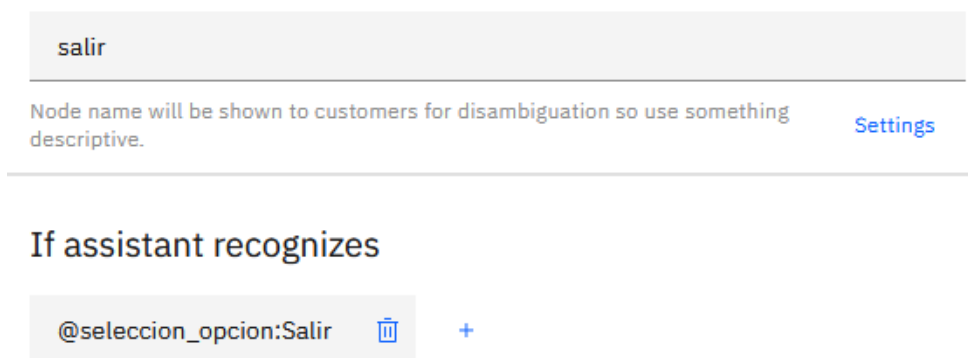 salir
Node name will be shown to customers for disambiguation so use something
descriptive.
Settings
If assistant recognizes
@seleccion_opcion:Salir
+